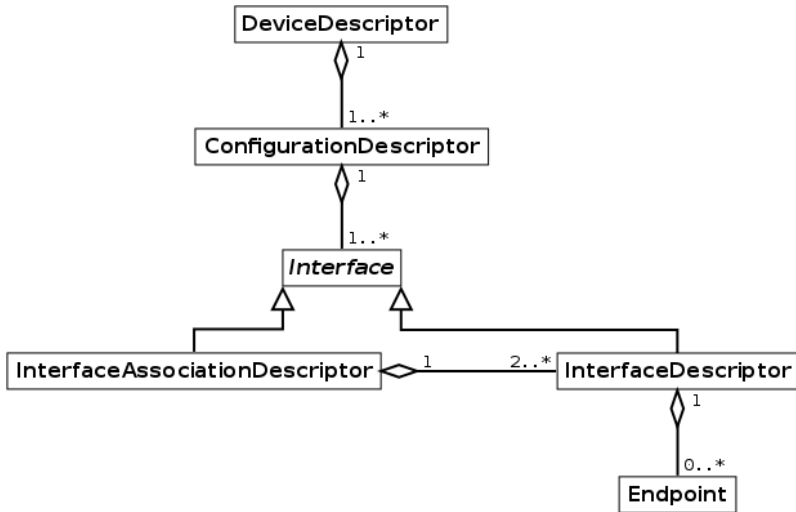 DeviceDescriptor
1
1..*
ConfigurationDescriptor
1
1..*
Interface
InterfaceAssociationDescriptor
1
2..*
InterfaceDescriptor
1
0..*
Endpoint